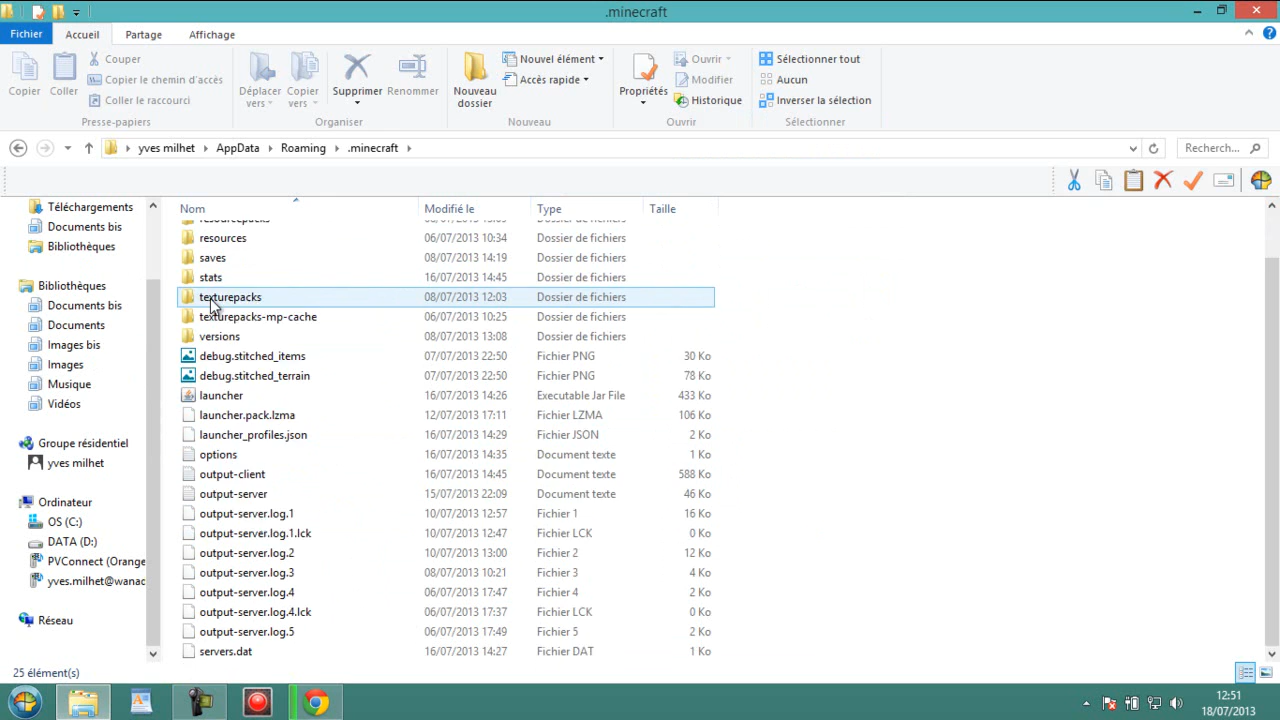 .minecraft
Fichier
Accueil
Partage
Affichage
Copier
Coller
Couper
Copier le chemin d'accès
Coller le raccourci
Presse-papiers
Déplacer vers
Copier vers
Supprimer
Renommer
Organiser
Nouveau dossier
Nouvel élément
Accès rapide
Nouveau
Propriétés
Ouvrir
Modifier
Historique
Ouvrir
Sélectionner tout
Aucun
Inverser la sélection
Sélectionner
yves milhet
AppData
Roaming
.minecraft
Recherch...
Téléchargements
Documents bis
Bibliothèques
Bibliothèques
Documents bis
Documents
Images bis
Images
Musique
Vidéos
Groupe résidentiel
yves milhet
Ordinateur
OS (C:)
DATA (D:)
PVConnect (Orange
yves.milhet@wanad
Réseau
Nom Modifié le Type Taille
resources 06/07/2013 10:34 Dossier de fichiers
saves 08/07/2013 14:19 Dossier de fichiers
stats 16/07/2013 14:45 Dossier de fichiers
texturepacks 08/07/2013 12:03 Dossier de fichiers
texturepacks-mp-cache 06/07/2013 10:25 Dossier de fichiers
versions 08/07/2013 13:08 Dossier de fichiers
debug.stitched_items 07/07/2013 22:50 Fichier PNG 30 Ko
debug.stitched_terrain 07/07/2013 22:50 Fichier PNG 78 Ko
launcher 16/07/2013 14:26 Executable Jar File 433 Ko
launcher.pack.lzma 12/07/2013 17:11 Fichier LZMA 106 Ko
launcher_profiles.json 16/07/2013 14:29 Fichier JSON 2 Ko
options 16/07/2013 14:35 Document texte 1 Ko
output-client 16/07/2013 14:45 Document texte 588 Ko
output-server 15/07/2013 22:09 Document texte 46 Ko
output-server.log.1 10/07/2013 12:57 Fichier 1 16 Ko
output-server.log.1.lck 10/07/2013 12:47 Fichier LCK 0 Ko
output-server.log.2 10/07/2013 13:00 Fichier 2 12 Ko
output-server.log.3 08/07/2013 10:21 Fichier 3 4 Ko
output-server.log.4 06/07/2013 17:47 Fichier 4 2 Ko
output-server.log.4.lck 06/07/2013 17:37 Fichier LCK 0 Ko
output-server.log.5 06/07/2013 17:49 Fichier 5 2 Ko
servers.dat 16/07/2013 14:27 Fichier DAT 1 Ko
25 élément(s)
12:51
18/07/2013